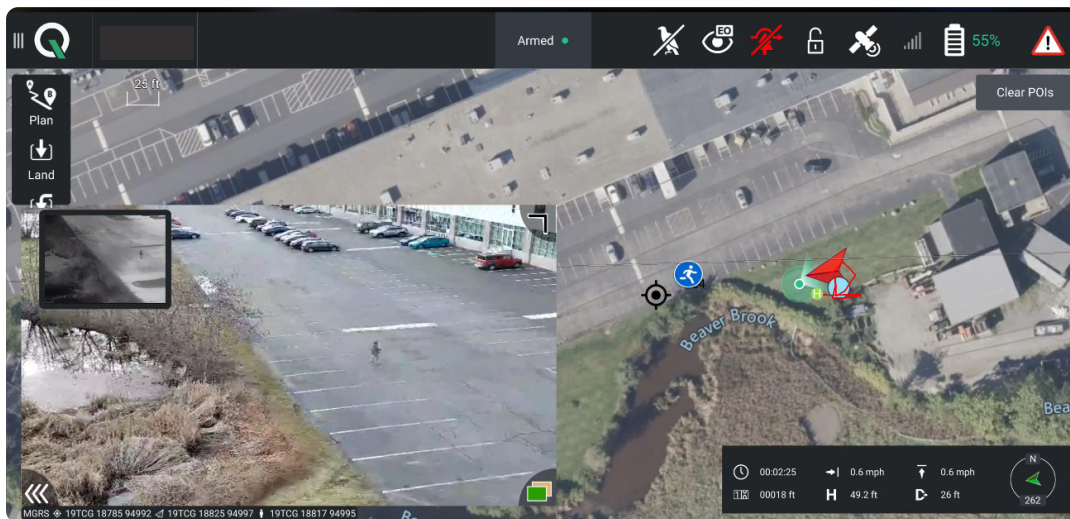 Armed
EO
55%
25 ft
Clear POIs
Plan
Land
4
H
Beaver Brook
00:02:25
0.6 mph
0.6 mph
N
00018 ft
H
49.2 ft
26 ft
262
MGRS 19TCG 18785 94992 19TCG 18825 94997 19TCG 18817 94995